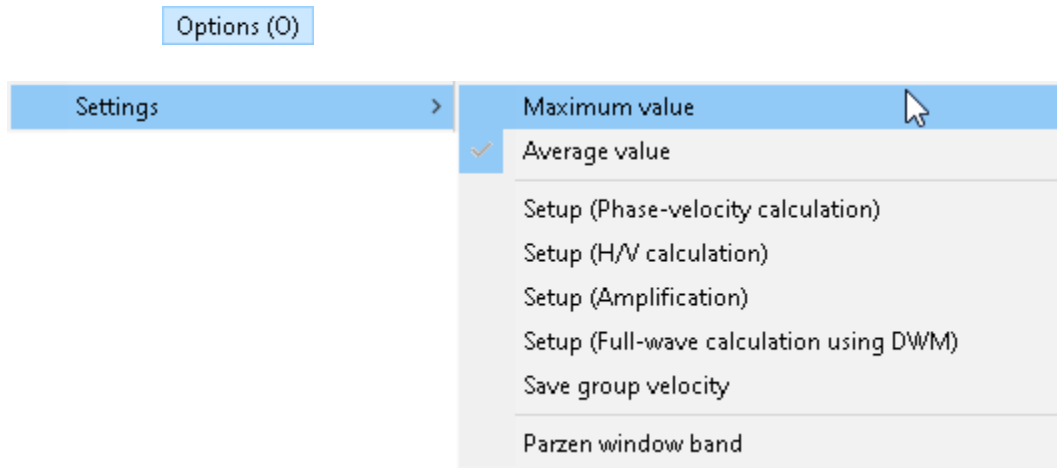 Options (O)
Settings
Maximum value
Average value
Setup (Phase-velocity calculation)
Setup (H/V calculation)
Setup (Amplification)
Setup (Full-wave calculation using DWM)
Save group velocity
Parzen window band